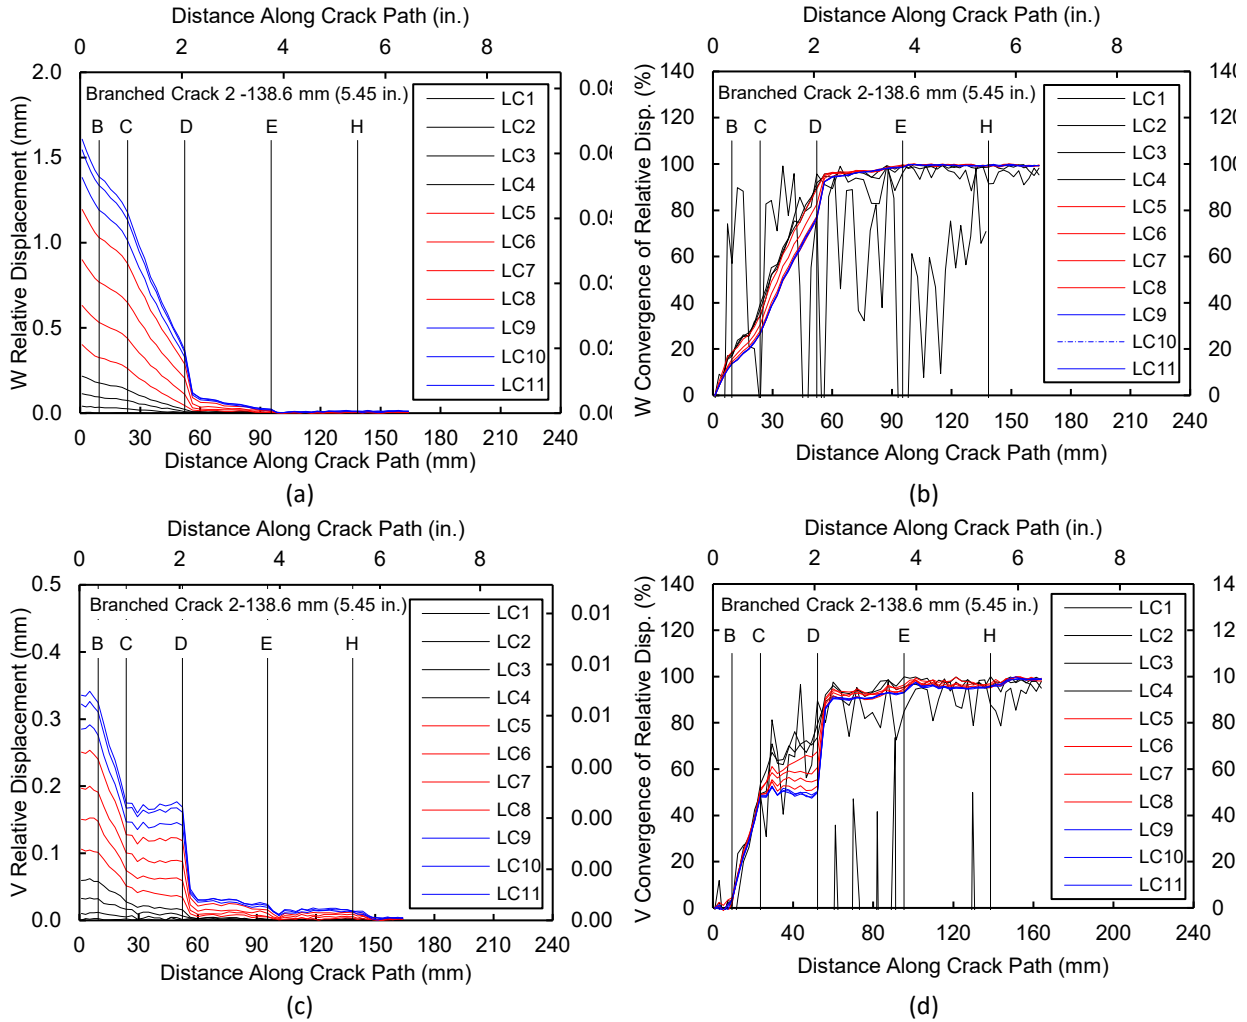 Distance Along Crack Path (in.)
0 2 4 6 8
W Relative Displacement (mm)
2.0
1.5
1.0
0.5
0.0
Branched Crack 2 -138.6 mm (5.45 in.)
B C D E H
LC1
LC2
LC3
LC4
LC5
LC6
LC7
LC8
LC9
LC10
LC11
0.08
0.06
0.05
0.03
0.02
0.00
0 30 60 90 120 150 180 210 240
Distance Along Crack Path (mm)
(a)
Distance Along Crack Path (in.)
0 2 4 6 8
W Convergence of Relative Disp. (%)
140
120
100
80
60
40
20
0
Branched Crack 2-138.6 mm (5.45 in.)
B C D E H
LC1
LC2
LC3
LC4
LC5
LC6
LC7
LC8
LC9
LC10
LC11
140
120
100
80
60
40
20
0
0 30 60 90 120 150 180 210 240
Distance Along Crack Path (mm)
(b)
Distance Along Crack Path (in.)
0 2 4 6 8
V Relative Displacement (mm)
0.5
0.4
0.3
0.2
0.1
0.0
Branched Crack 2-138.6 mm (5.45 in.)
B C D E H
LC1
LC2
LC3
LC4
LC5
LC6
LC7
LC8
LC9
LC10
LC11
0.01
0.01
0.01
0.00
0.00
0.00
0.00
0 30 60 90 120 150 180 210 240
Distance Along Crack Path (mm)
(c)
Distance Along Crack Path (in.)
0 2 4 6 8
V Convergence of Relative Disp. (%)
140
120
100
80
60
40
20
0
Branched Crack 2-138.6 mm (5.45 in.)
B C D E H
LC1
LC2
LC3
LC4
LC5
LC6
LC7
LC8
LC9
LC10
LC11
14
12
10
8
6
4
2
0
0 40 80 120 160 200 240
Distance Along Crack Path (mm)
(d)